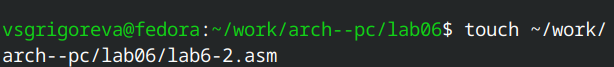 vsgrigoreva@fedora:~/work/arch--pc/lab06$ touch ~/work/
arch--pc/lab06/lab6-2.asm